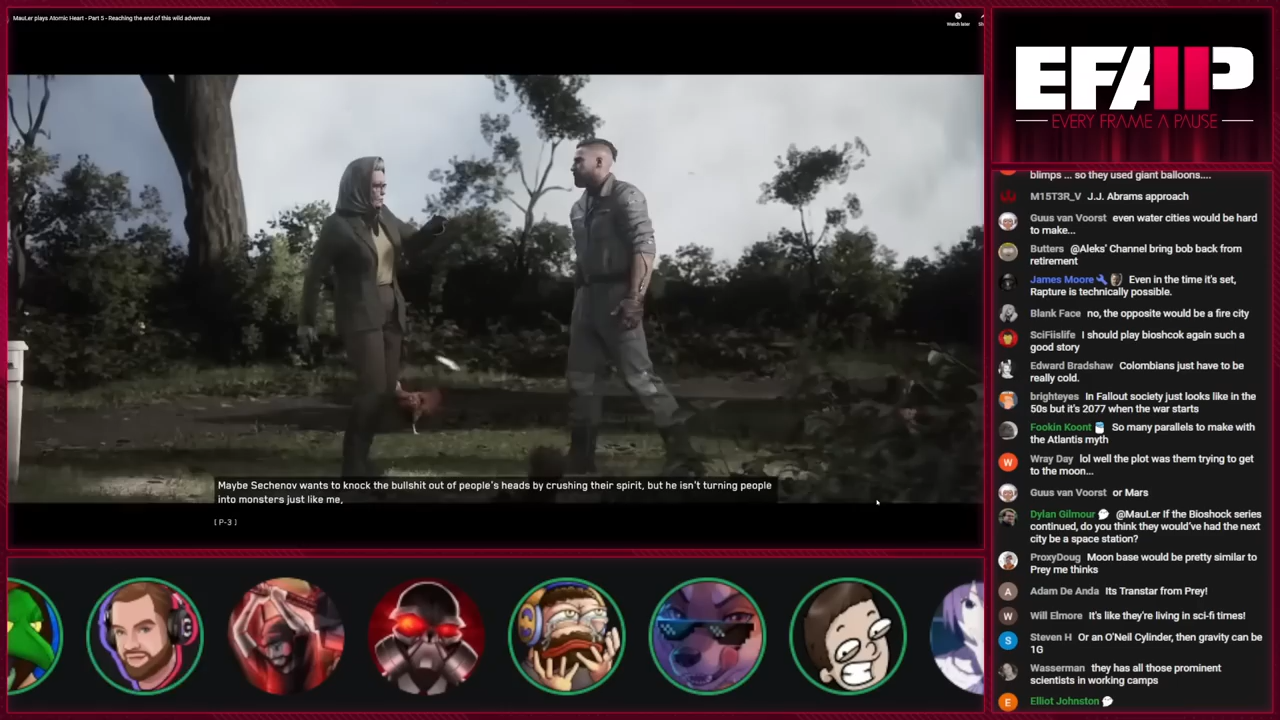 MauLer plays Atomic Heart - Part 5 - Reaching the end of this wild adventure
Watch later
Maybe Sechenov wants to knock the bullshit out of people's heads by crushing their spirit, but he isn't turning people
into monsters just like me,
[ P-3 ]
EFAP
EVERY FRAME A PAUSE
blimps ... so they used giant balloons....
M15T3R_V J.J. Abrams approach
Guus van Voorst even water cities would be hard
to make...
Butters @Aleks' Channel bring bob back from
retirement
James Moore Even in the time it's set,
Rapture is technically possible.
Blank Face no, the opposite would be a fire city
SciFiislife I should play bioshcok again such a
good story
Edward Bradshaw Colombians just have to be
really cold.
brighteyes In Fallout society just looks like in the
50s but it's 2077 when the war starts
Fookin Koont So many parallels to make with
the Atlantis myth
W
Wray Day lol well the plot was them trying to get
to the moon...
Guus van Voorst or Mars
Dylan Gilmour @MauLer If the Bioshock series
continued, do you think they would've had the next
city be a space station?
ProxyDoug Moon base would be pretty similar to
Prey me thinks
A
Adam De Anda Its Transtar from Prey!
W
Will Elmore It's like they're living in sci-fi times!
S
Steven H Or an O'Neil Cylinder, then gravity can be
1G
Wasserman they has all those prominent
scientists in working camps
E
Elliot Johnston